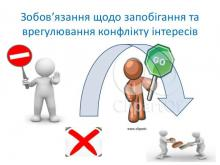 Зобов'язання щодо запобігання та
врегулювання конфлікту інтересів
GO